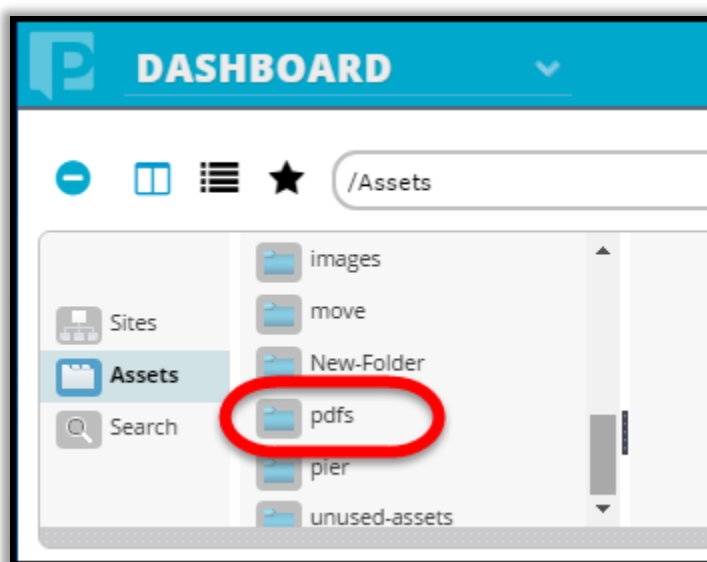 P DASHBOARD
/Assets
images
move
Sites
New-Folder
Assets
pdfs
Search
pier
unused-assets